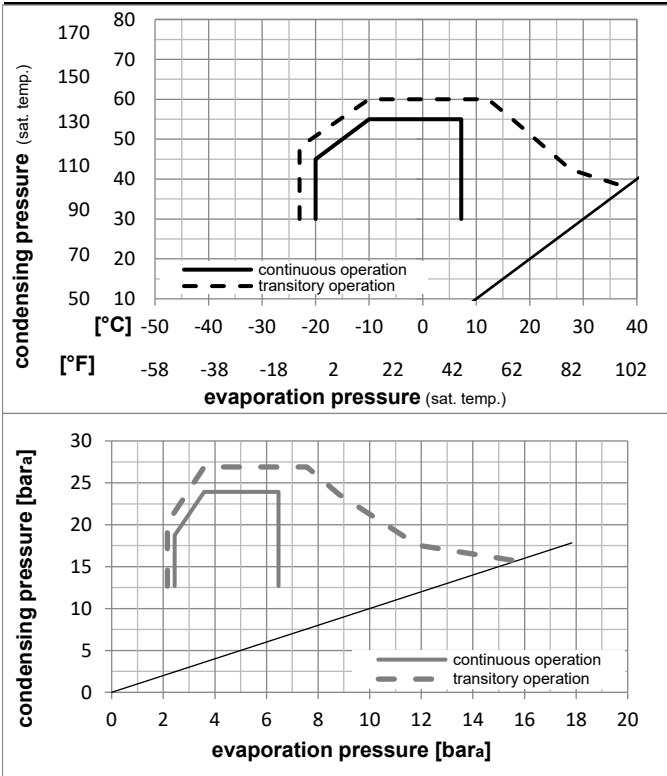 condensing pressure (sat. temp.)
170 80
150 70
60
130 50
110 40
90 30
70 20
50 10
continuous operation
transitory operation
[°C] -50 -40 -30 -20 -10 0 10 20 30 40
[°F] -58 -38 -18 2 22 42 62 82 102
evaporation pressure (sat. temp.)
condensing pressure [bara]
30
25
20
15
10
5
0
continuous operation
transitory operation
0 2 4 6 8 10 12 14 16 18 20
evaporation pressure [bara]